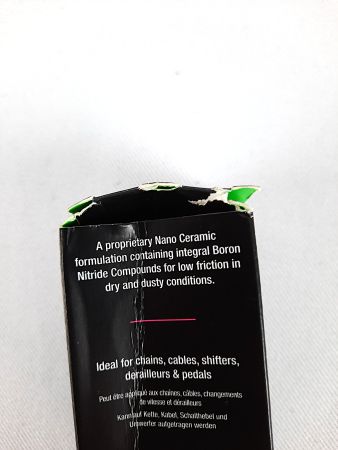 A proprietary Nano Ceramic
formulation containing integral Boron
Nitride Compounds for low friction in
dry and dusty conditions.
Ideal for chains, cables, shifters,
derailleurs & pedals
Peut être appliqué aux chaînes, câbles, changements
de vitesse et dérailleurs
Kann auf Kette, Kabel, Schalthebel und
Umwerfer aufgetragen werden